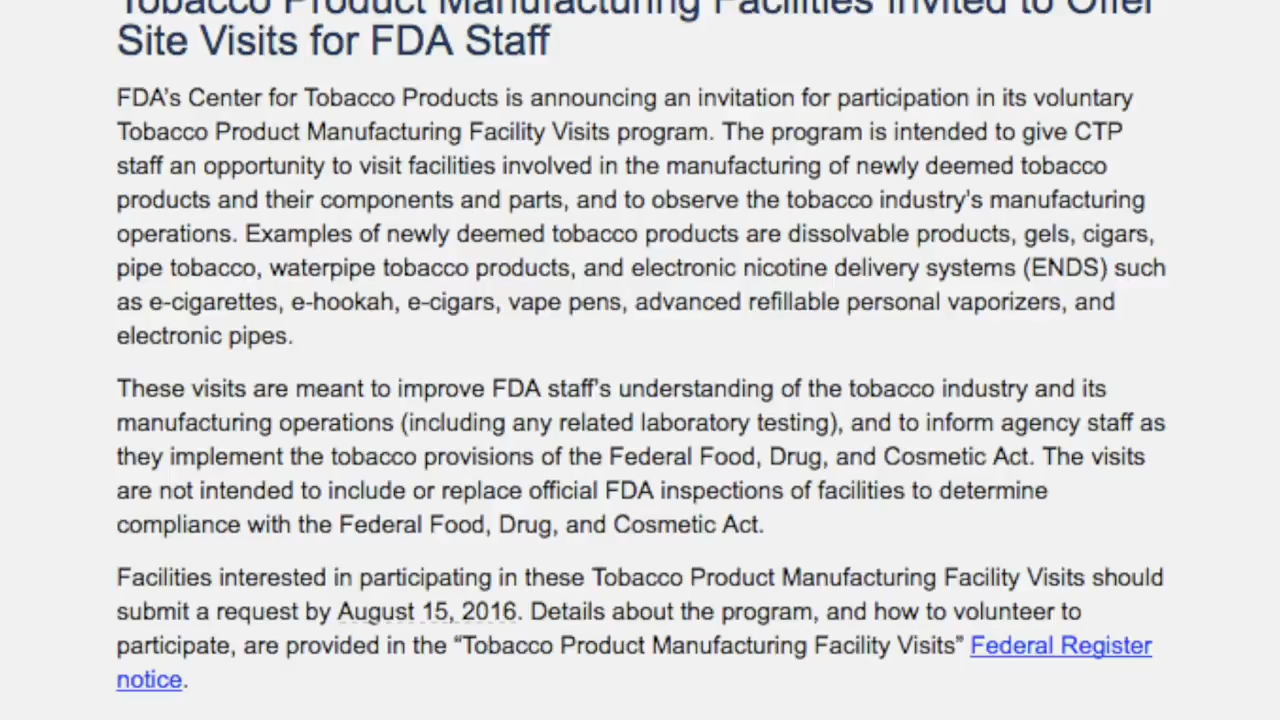 Tobacco Product Manufacturing Facilities Invited to Offer
Site Visits for FDA Staff
FDA's Center for Tobacco Products is announcing an invitation for participation in its voluntary
Tobacco Product Manufacturing Facility Visits program. The program is intended to give CTP
staff an opportunity to visit facilities involved in the manufacturing of newly deemed tobacco
products and their components and parts, and to observe the tobacco industry's manufacturing
operations. Examples of newly deemed tobacco products are dissolvable products, gels, cigars,
pipe tobacco, waterpipe tobacco products, and electronic nicotine delivery systems (ENDS) such
as e-cigarettes, e-hookah, e-cigars, vape pens, advanced refillable personal vaporizers, and
electronic pipes.
These visits are meant to improve FDA staff's understanding of the tobacco industry and its
manufacturing operations (including any related laboratory testing), and to inform agency staff as
they implement the tobacco provisions of the Federal Food, Drug, and Cosmetic Act. The visits
are not intended to include or replace official FDA inspections of facilities to determine
compliance with the Federal Food, Drug, and Cosmetic Act.
Facilities interested in participating in these Tobacco Product Manufacturing Facility Visits should
submit a request by August 15, 2016. Details about the program, and how to volunteer to
participate, are provided in the “Tobacco Product Manufacturing Facility Visits” Federal Register
notice.